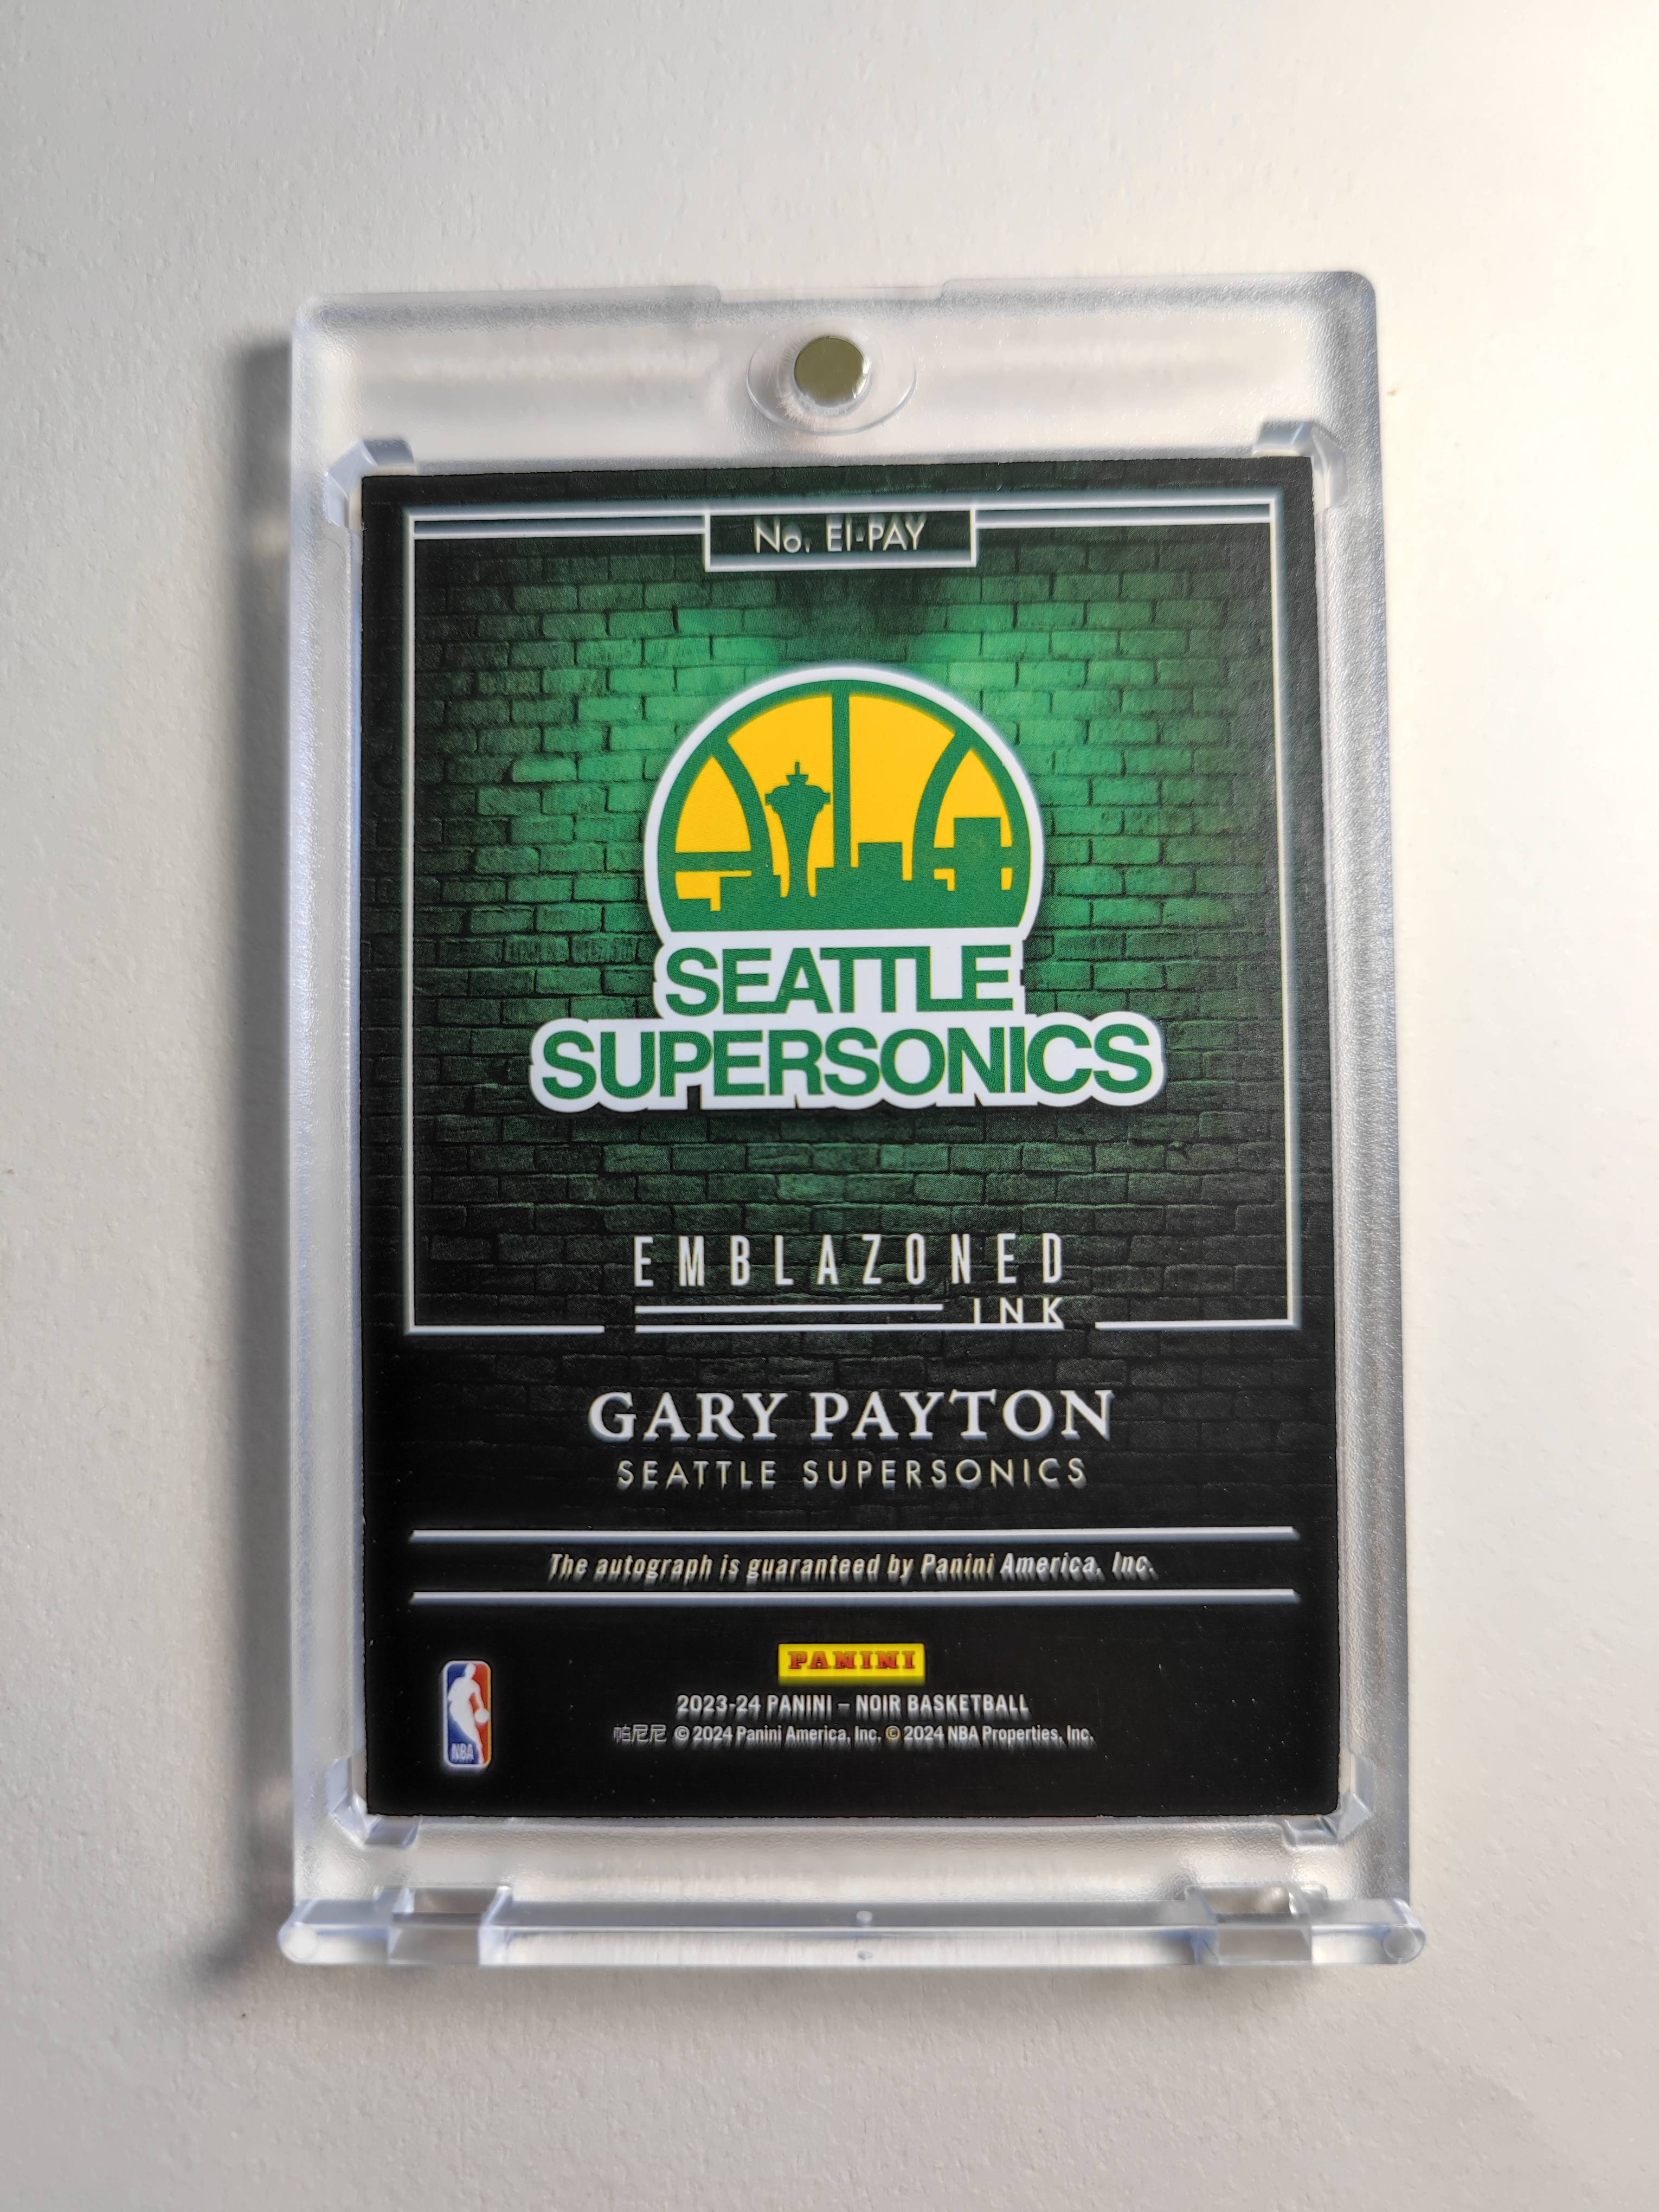 No. EI-PAY
SEATTLE
SUPERSONICS
EMBLAZONED
INK
GARY PAYTON
SEATTLE SUPERSONICS
The autograph is guaranteed by Panini America, Inc.
PANINI
2023-24 PANINI – NOIR BASKETBALL
帕尼尼 © 2024 Panini America, Inc. © 2024 NBA Properties, Inc.
NBA